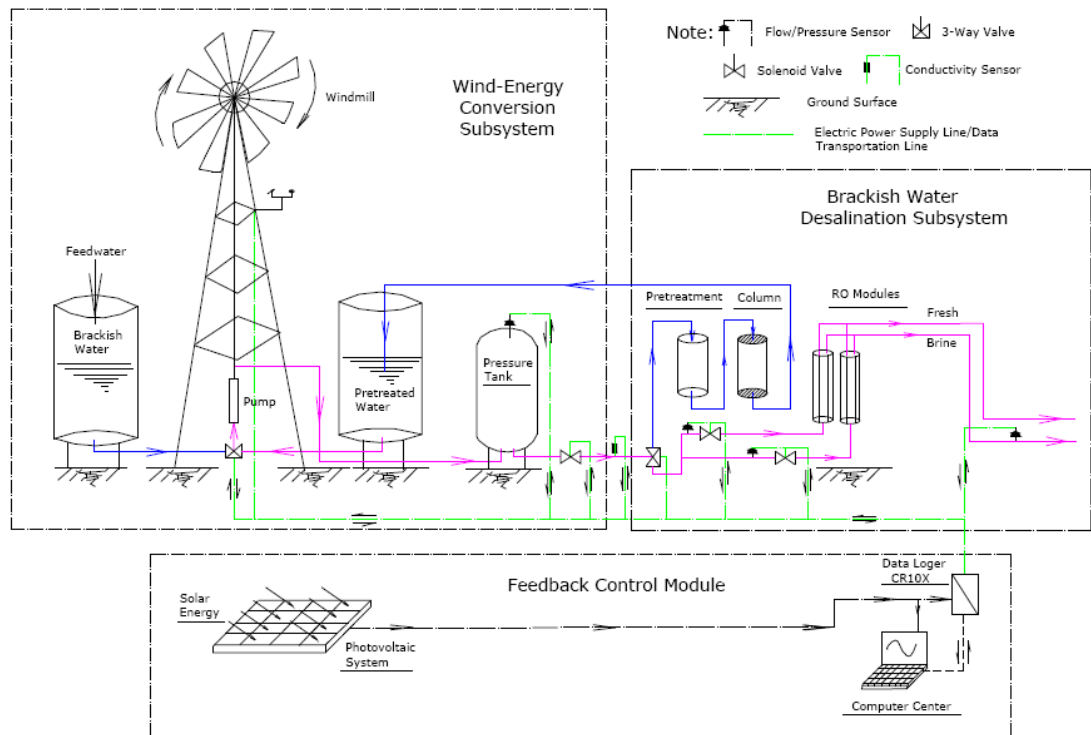 Note:
Flow/Pressure Sensor
3-Way Valve
Solenoid Valve
Conductivity Sensor
Ground Surface
Electric Power Supply Line/Data
Transportation Line
Wind-Energy
Conversion
Subsystem
Windmill
Feedwater
Brackish
Water
Pump
Pretreated
Water
Pressure
Tank
Brackish Water
Desalination Subsystem
Pretreatment
Column
RO Modules
Fresh
Brine
Feedback Control Module
Solar
Energy
Photovoltaic
System
Data Loger
CR10X
Computer Center